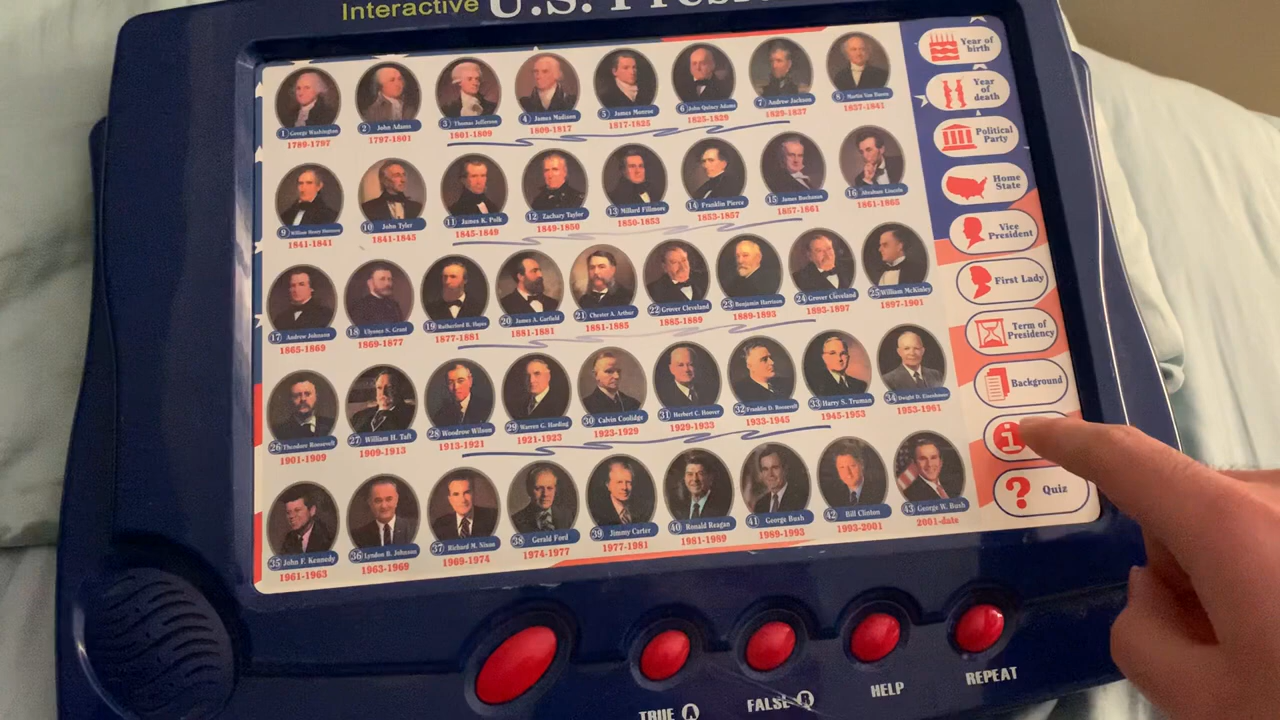 Interactive U.S. Presi
1 George Washington
1789-1797
2 John Adams
1797-1801
3 Thomas Jefferson
1801-1809
4 James Madison
1809-1817
5 James Monroe
1817-1825
6 John Quincy Adams
1825-1829
7 Andrew Jackson
1829-1837
8 Martin Van Buren
1837-1841
9 William Henry Harrison
1841-1841
10 John Tyler
1841-1845
11 James K. Polk
1845-1849
12 Zachary Taylor
1849-1850
13 Millard Fillmore
1850-1853
14 Franklin Pierce
1853-1857
15 James Buchanan
1857-1861
16 Abraham Lincoln
1861-1865
17 Andrew Johnson
1865-1869
18 Ulysses S. Grant
1869-1877
19 Rutherford B. Hayes
1877-1881
20 James A. Garfield
1881-1881
21 Chester A. Arthur
1881-1885
22 Grover Cleveland
1885-1889
23 Benjamin Harrison
1889-1893
24 Grover Cleveland
1893-1897
25 William McKinley
1897-1901
26 Theodore Roosevelt
1901-1909
27 William H. Taft
1909-1913
28 Woodrow Wilson
1913-1921
29 Warren G. Harding
1921-1923
30 Calvin Coolidge
1923-1929
31 Herbert C. Hoover
1929-1933
32 Franklin D. Roosevelt
1933-1945
33 Harry S. Truman
1945-1953
34 Dwight D. Eisenhower
1953-1961
35 John F. Kennedy
1961-1963
36 Lyndon B. Johnson
1963-1969
37 Richard M. Nixon
1969-1974
38 Gerald Ford
1974-1977
39 Jimmy Carter
1977-1981
40 Ronald Reagan
1981-1989
41 George Bush
1989-1993
42 Bill Clinton
1993-2001
43 George W. Bush
2001-date
Year of
birth
Year
of
death
Political
Party
Home
State
Vice
President
First Lady
Term of
Presidency
Background
i
? Quiz
TRUE A
FALSE B
HELP
REPEAT